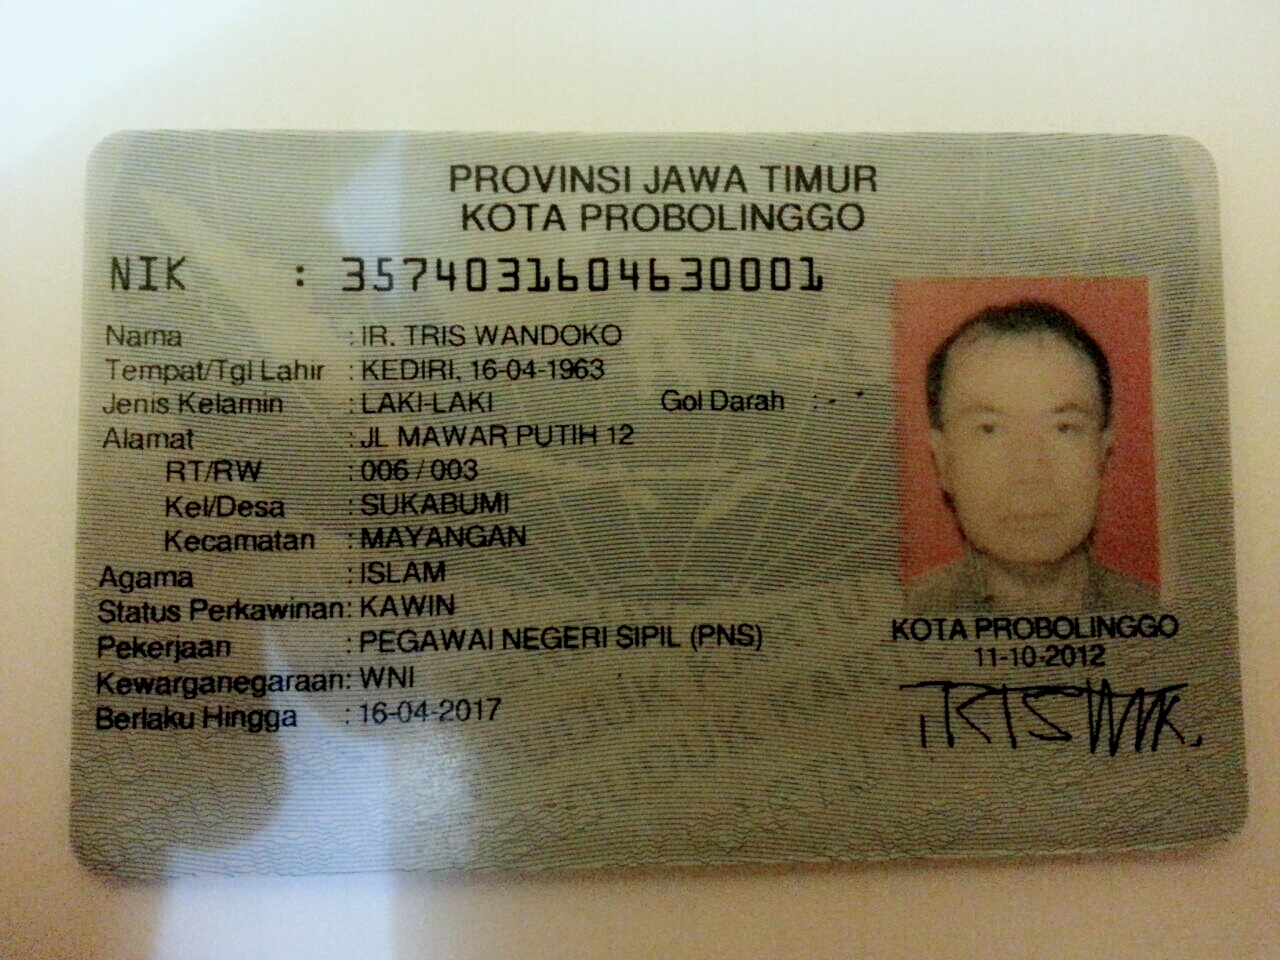 PROVINSI JAWA TIMUR
KOTA PROBOLINGGO
NIK : 3574031604630001
Nama : IR. TRIS WANDOKO
Tempat/Tgl Lahir : KEDIRI, 16-04-1963
Jenis Kelamin : LAKI-LAKI Gol Darah : - 
Alamat : JL MAWAR PUTIH 12
RT/RW : 006 / 003
Kel/Desa : SUKABUMI
Kecamatan : MAYANGAN
Agama : ISLAM
Status Perkawinan: KAWIN
Pekerjaan : PEGAWAI NEGERI SIPIL (PNS)
Kewarganegaraan: WNI
Berlaku Hingga : 16-04-2017
KOTA PROBOLINGGO
11-10-2012